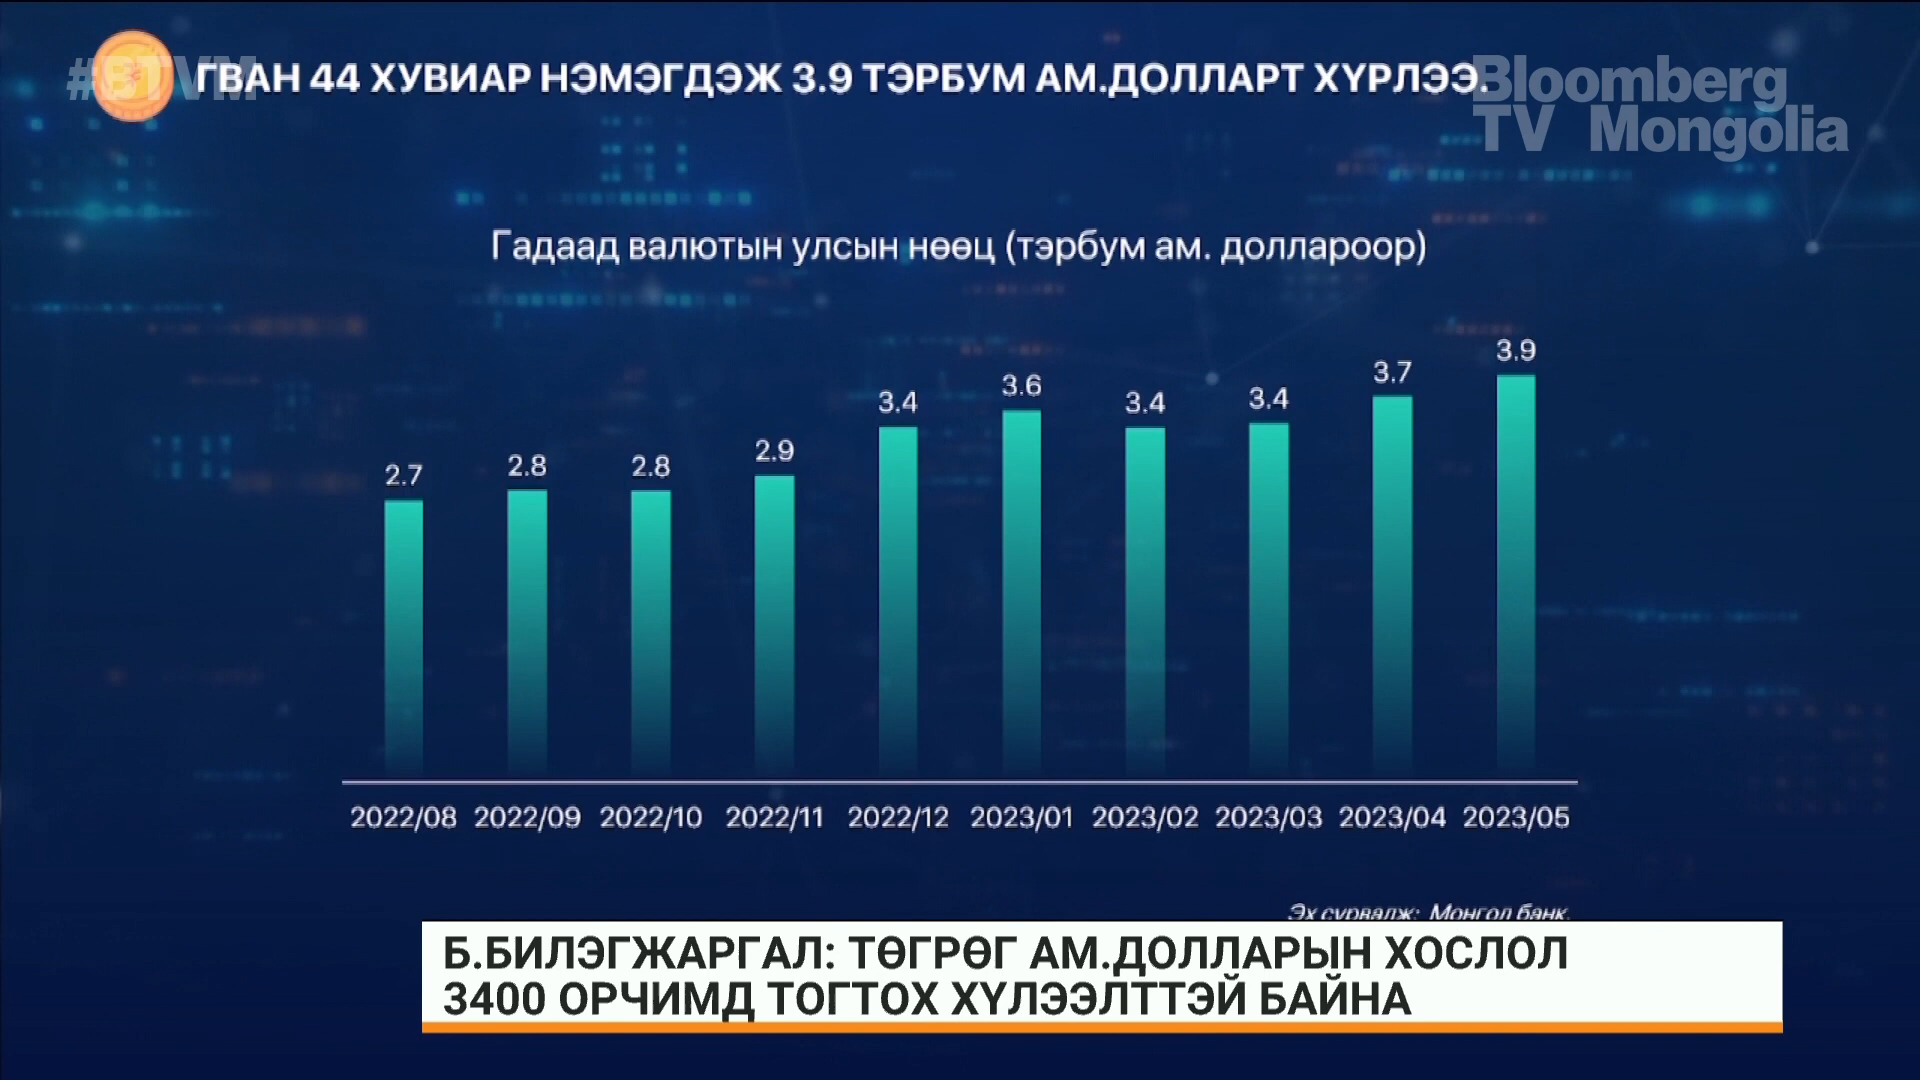 #BTVM
ГВАН 44 ХУВИАР НЭМЭГДЭЖ 3.9 ТЭРБУМ АМ.ДОЛЛАРТ ХҮРЛЭЭ.
Bloomberg
TV Mongolia
Гадаад валютын улсын нөөц (тэрбум ам. доллароор)
2.7 2.8 2.8 2.9 3.4 3.6 3.4 3.4 3.7 3.9
2022/08 2022/09 2022/10 2022/11 2022/12 2023/01 2023/02 2023/03 2023/04 2023/05
Эх сурвалж: Монгол банк.
Б.БИЛЭГЖАРГАЛ: ТӨГРӨГ АМ.ДОЛЛАРЫН ХОСЛОЛ
3400 ОРЧИМД ТОГТОХ ХҮЛЭЭЛТТЭЙ БАЙНА